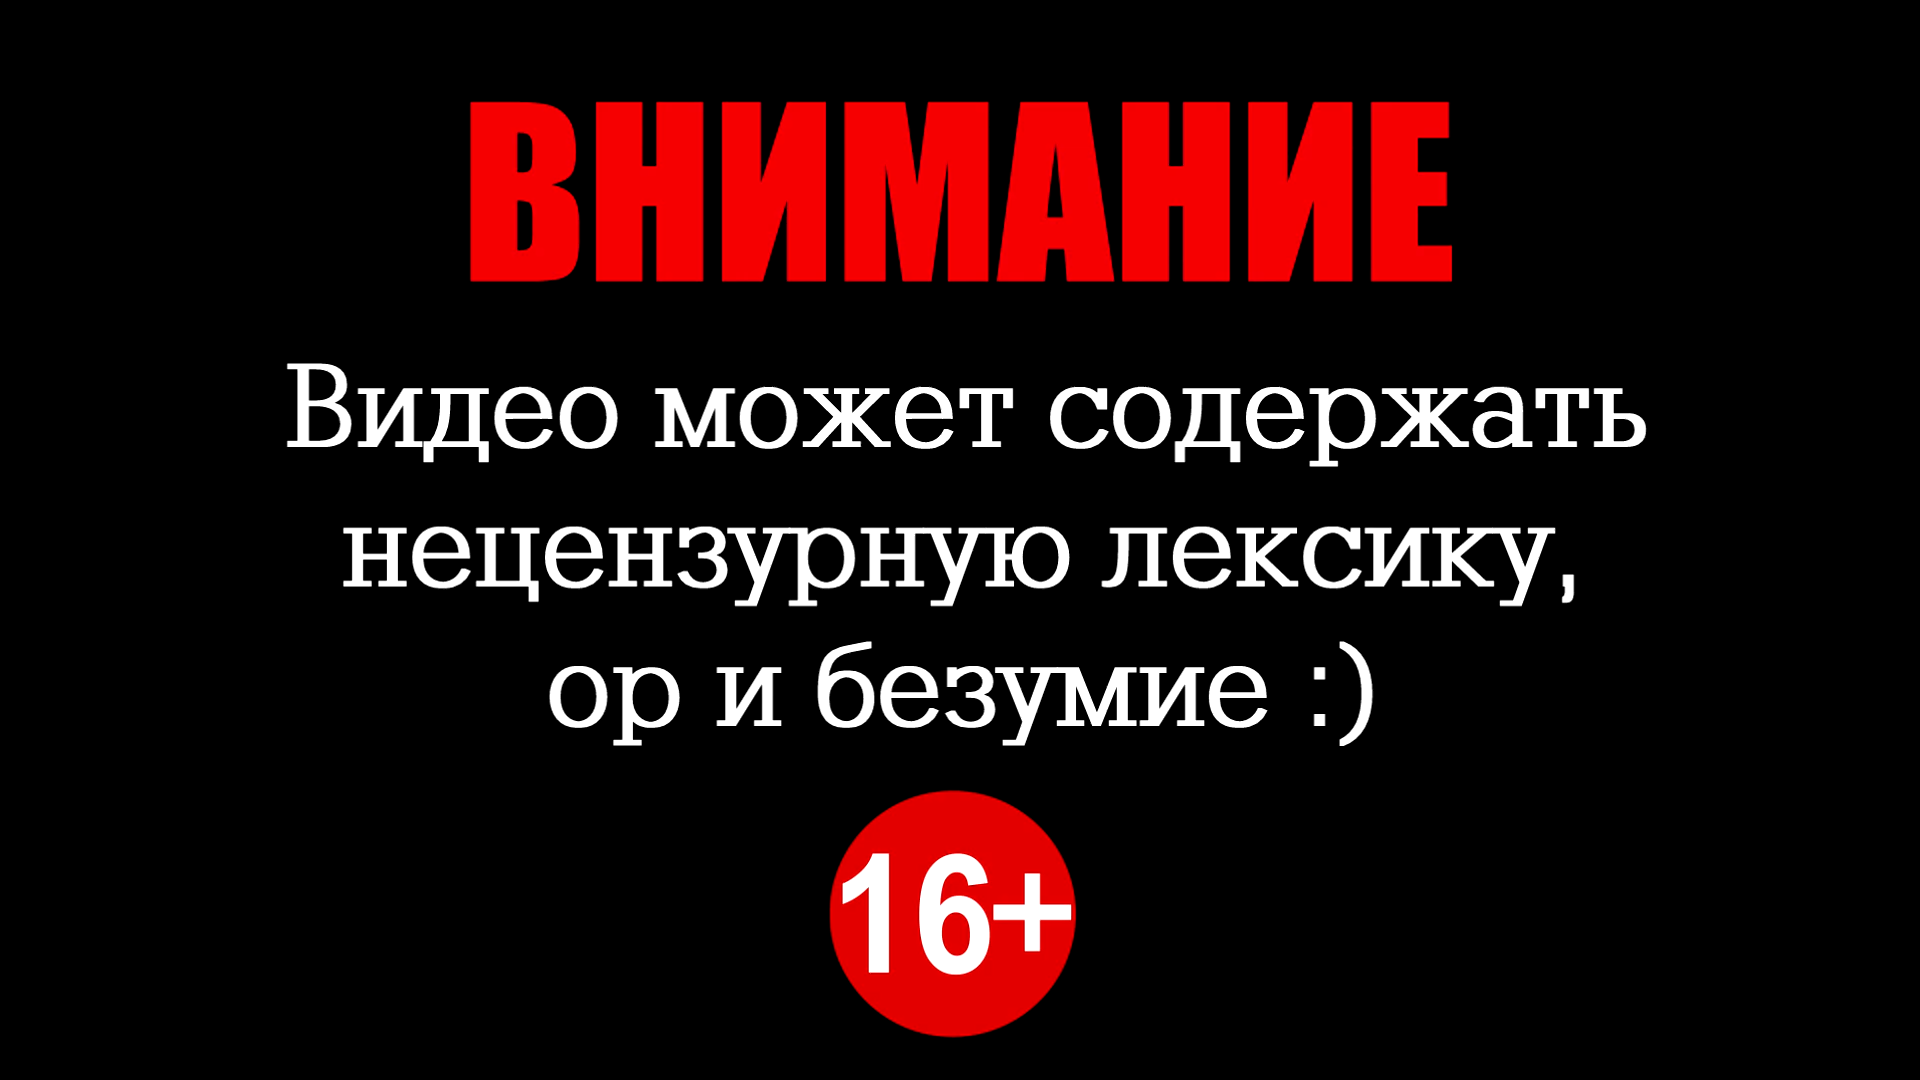 ВНИМАНИЕ
Видео может содержать
нецензурную лексику,
ор и безумие :)
16+